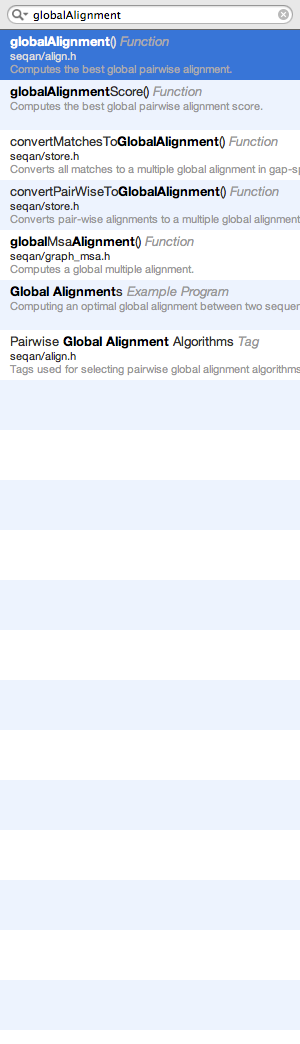 globalAlignment
globalAlignment() Function
seqan/align.h
Computes the best global pairwise alignment.
globalAlignmentScore() Function
Computes the best global pairwise alignment score.
convertMatchesToGlobalAlignment() Function
seqan/store.h
Converts all matches to a multiple global alignment in gap-sp
convertPairWiseToGlobalAlignment() Function
seqan/store.h
Converts pair-wise alignments to a multiple global alignment
globalMsaAlignment() Function
seqan/graph_msa.h
Computes a global multiple alignment.
Global Alignments Example Program
Computing an optimal global alignment between two sequen
Pairwise Global Alignment Algorithms Tag
seqan/align.h
Tags used for selecting pairwise global alignment algorithms